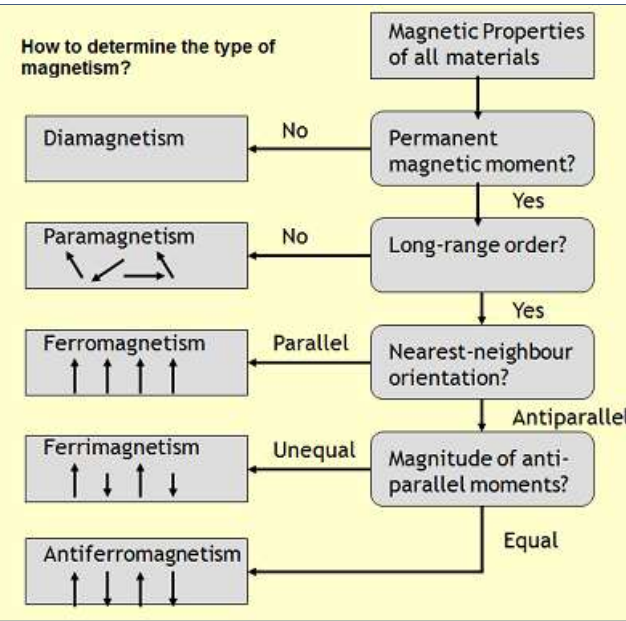 How to determine the type of
magnetism?
Magnetic Properties
of all materials
Diamagnetism
No
Permanent
magnetic moment?
Yes
Paramagnetism
No
Long-range order?
Yes
Ferromagnetism
Parallel
Nearest-neighbour
orientation?
Antiparallel
Ferrimagnetism
Unequal
Magnitude of anti-
parallel moments?
Equal
Antiferromagnetism